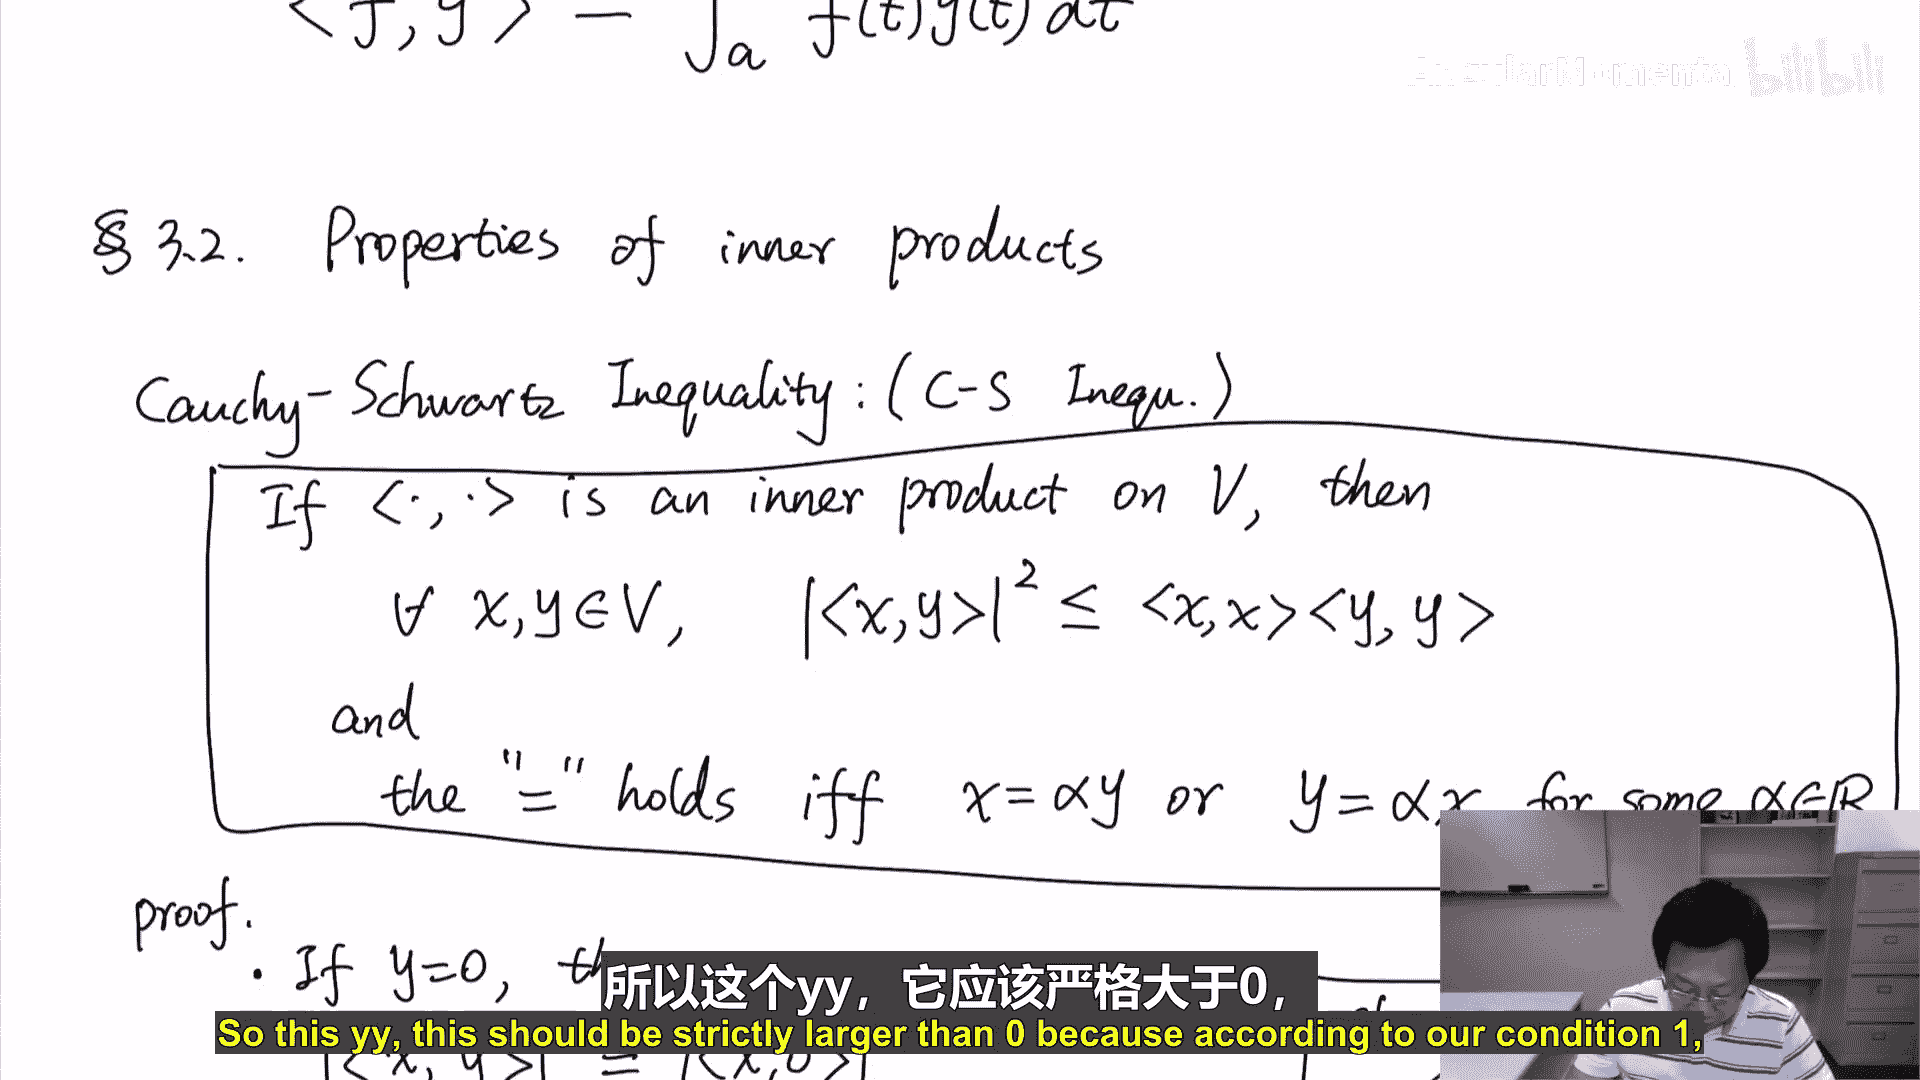 <f, g> = ∫a f(t)g(t)dt
bilibili
§ 3.2. Properties of inner products
Cauchy-Schwartz Inequality: (C-S Inequ.)
If <·,·> is an inner product on V, then
∀ x,y∈V, |<x,y>|² ≤ <x,x><y,y>
and
the "=" holds iff x=αy or y=αx for some α∈R
proof.
· If y=0,
所以这个yy，它应该严格大于0，
So this yy, this should be strictly larger than 0 because according to our condition 1,
|<x, y>| = |<x,0>|